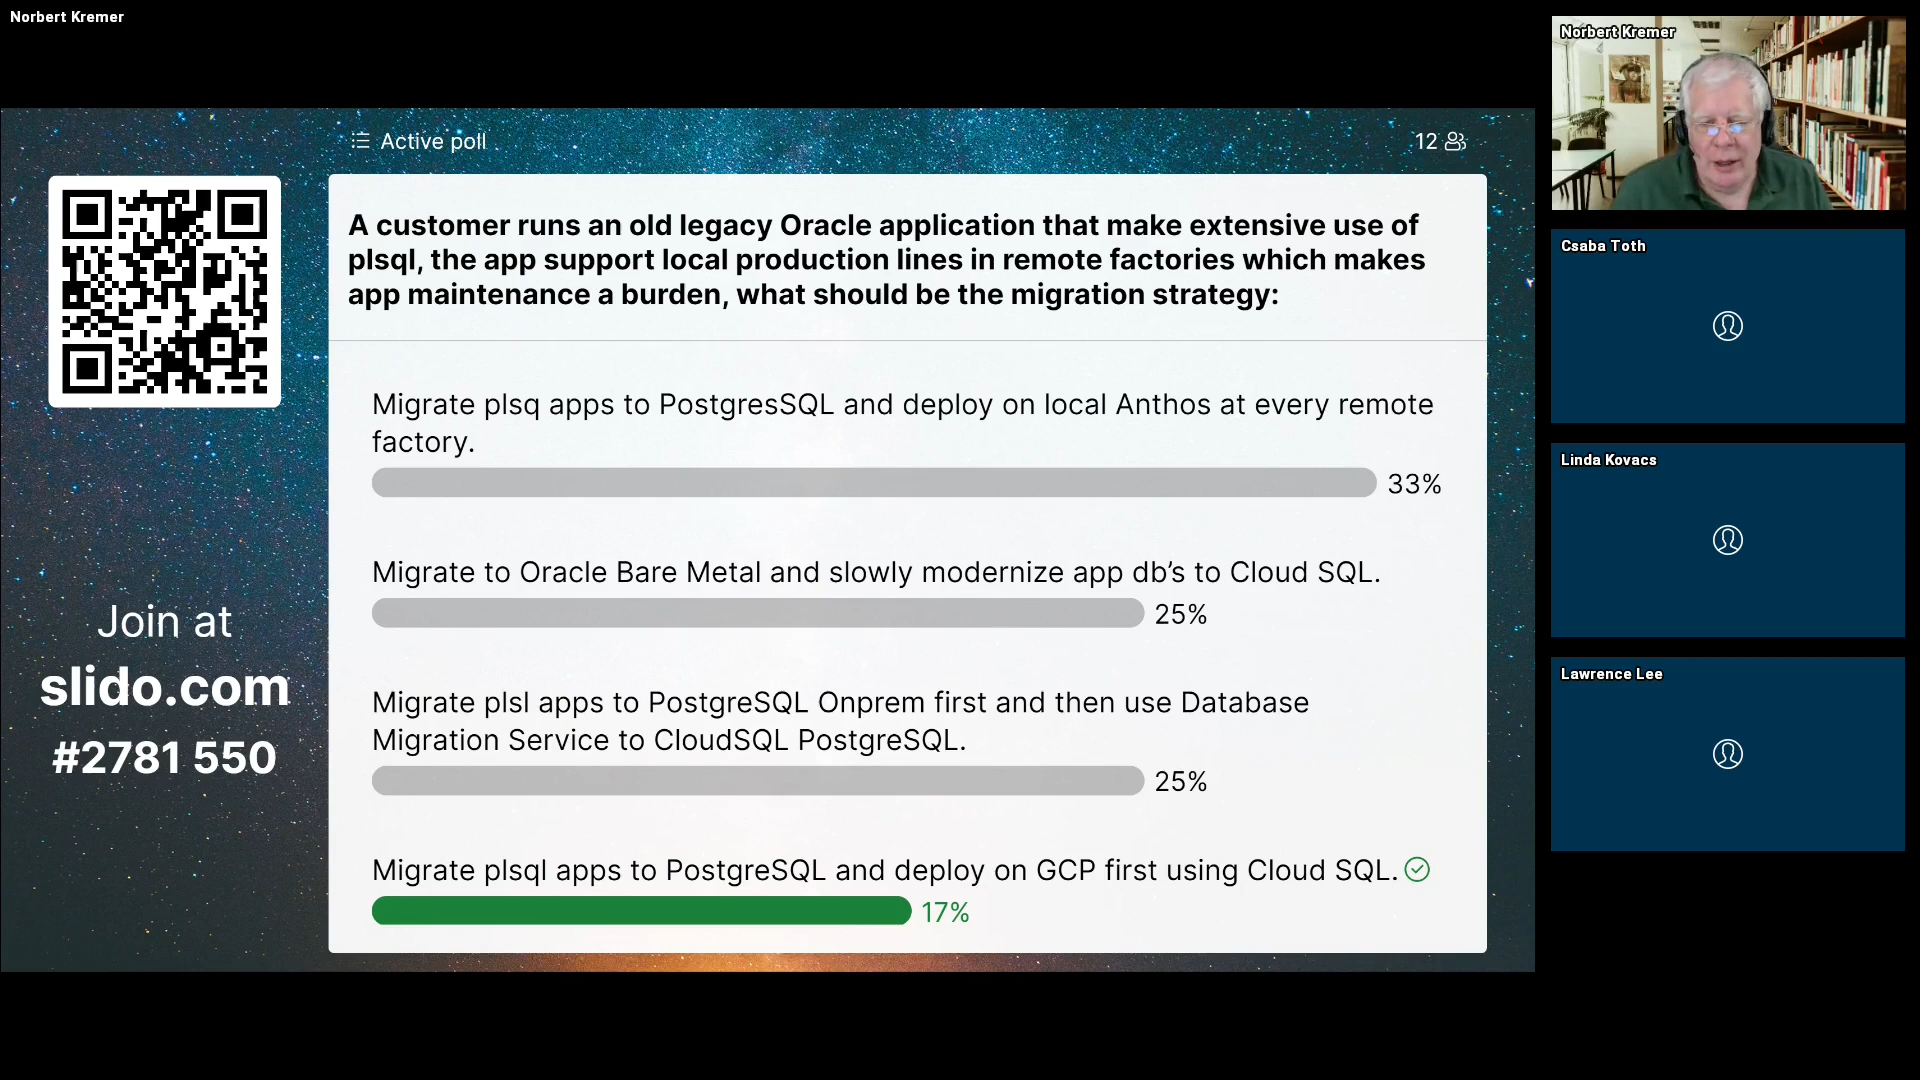 Norbert Kremer
Norbert Kremer
Active poll
12
A customer runs an old legacy Oracle application that make extensive use of
plsql, the app support local production lines in remote factories which makes
app maintenance a burden, what should be the migration strategy:
Migrate plsq apps to PostgresSQL and deploy on local Anthos at every remote
factory.
33%
Migrate to Oracle Bare Metal and slowly modernize app db’s to Cloud SQL.
25%
Migrate plsl apps to PostgreSQL Onprem first and then use Database
Migration Service to CloudSQL PostgreSQL.
25%
Migrate plsql apps to PostgreSQL and deploy on GCP first using Cloud SQL.
17%
Join at
slido.com
#2781 550
Csaba Toth
Linda Kovacs
Lawrence Lee